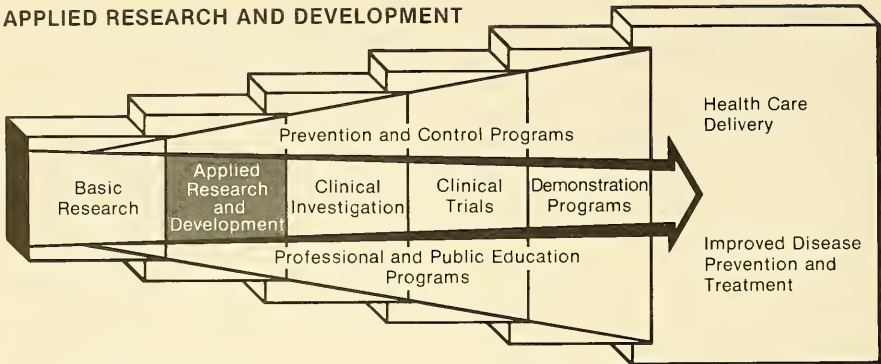 APPLIED RESEARCH AND DEVELOPMENT
Prevention and Control Programs
Basic
Research
Applied
Research
and
Development
Clinical
Investigation
Clinical
Trials
Demonstration
Programs
Professional and Public Education
Programs
Health Care
Delivery
Improved Disease
Prevention and
Treatment